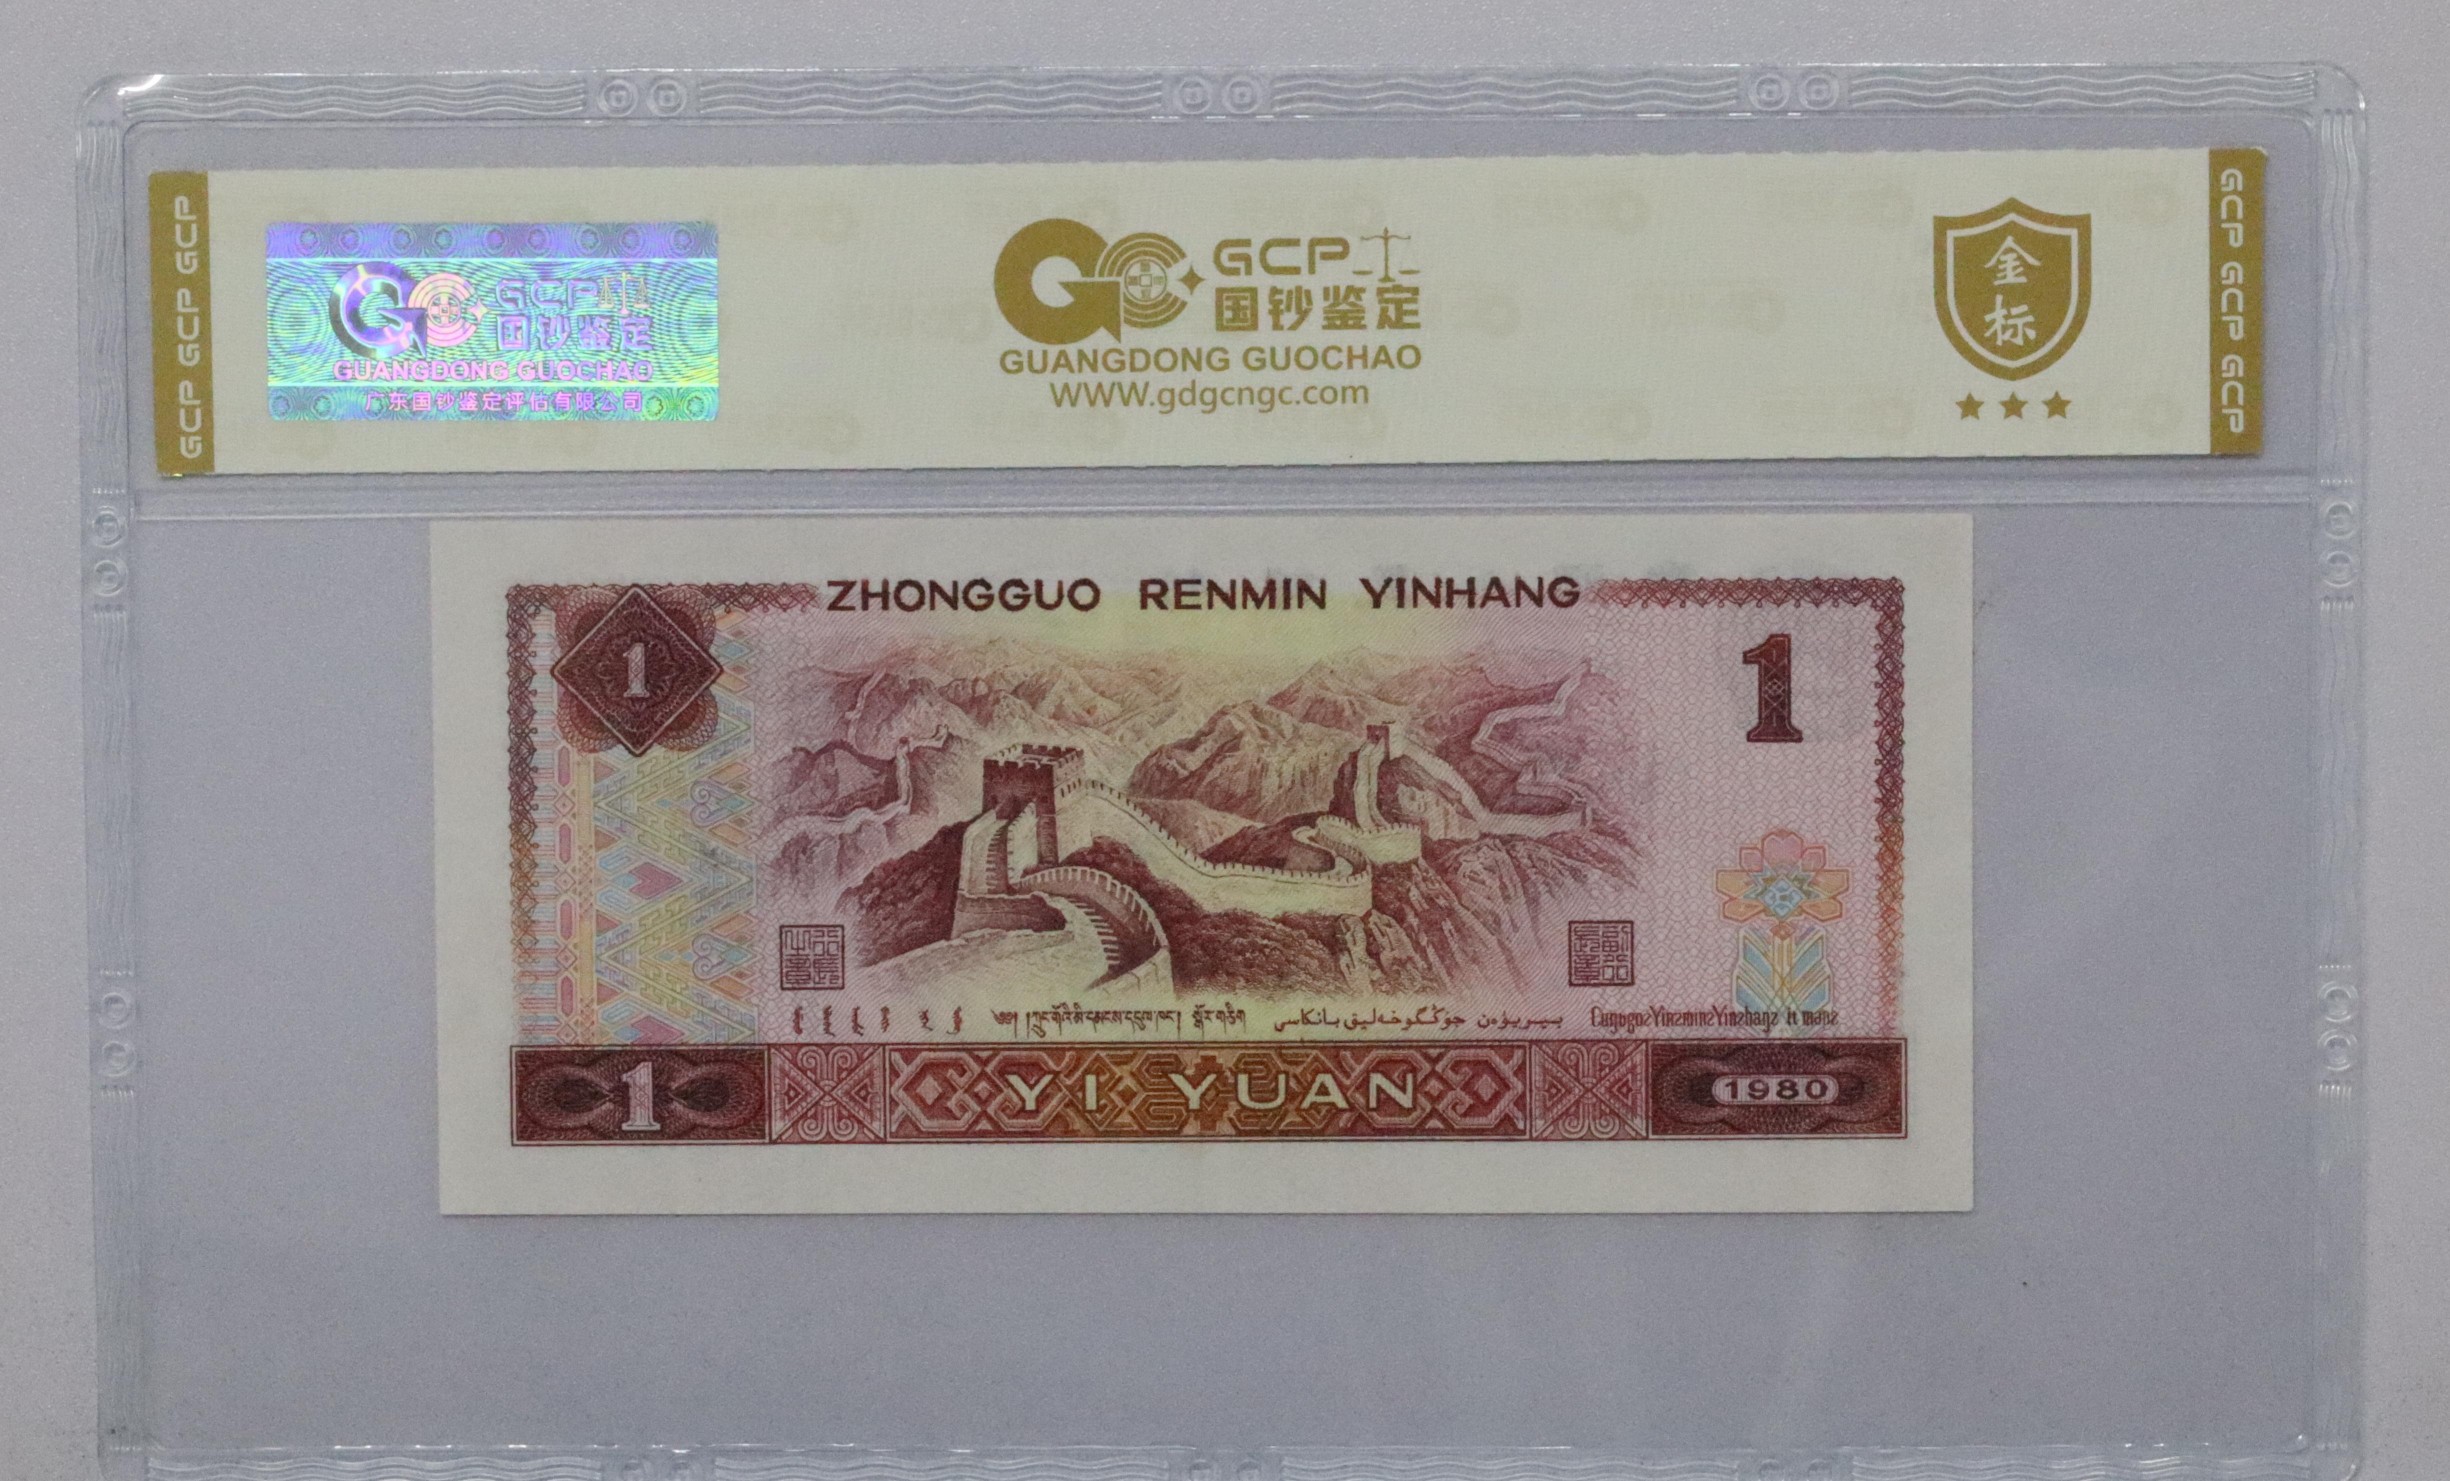 GCP GCP GCP
GCP
国钞鉴定
GUANGDONG GUOCHAO
广东国钞鉴定评估有限公司
GCP
国钞鉴定
GUANGDONG GUOCHAO
WWW.gdgcngc.com
金
标
GCP GCP GCP
ZHONGGUO RENMIN YINHANG
1
1
YI YUAN
1
1980